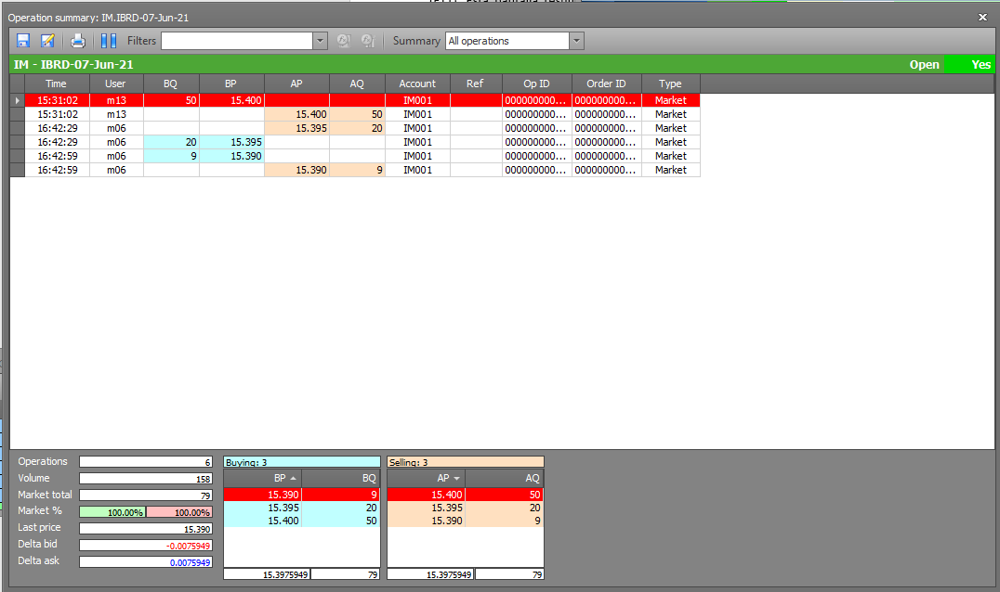 Operation summary: IM.IBRD-07-Jun-21
Filters Summary All operations
IM - IBRD-07-Jun-21 Open Yes
Time User BQ BP AP AQ Account Ref Op ID Order ID Type
15:31:02 m13 50 15.400 IM001 000000000... 000000000... Market
15:31:02 m13 15.400 50 IM001 000000000... 000000000... Market
16:42:29 m06 15.395 20 IM001 000000000... 000000000... Market
16:42:29 m06 20 15.395 IM001 000000000... 000000000... Market
16:42:59 m06 9 15.390 IM001 000000000... 000000000... Market
16:42:59 m06 15.390 9 IM001 000000000... 000000000... Market
Operations 6
Volume 158
Market total 79
Market % 100.00% 100.00%
Last price 15.390
Delta bid -0.0075949
Delta ask 0.0075949
Buying: 3
BP BQ
15.390 9
15.395 20
15.400 50
15.3975949 79
Selling: 3
AP AQ
15.400 50
15.395 20
15.390 9
15.3975949 79